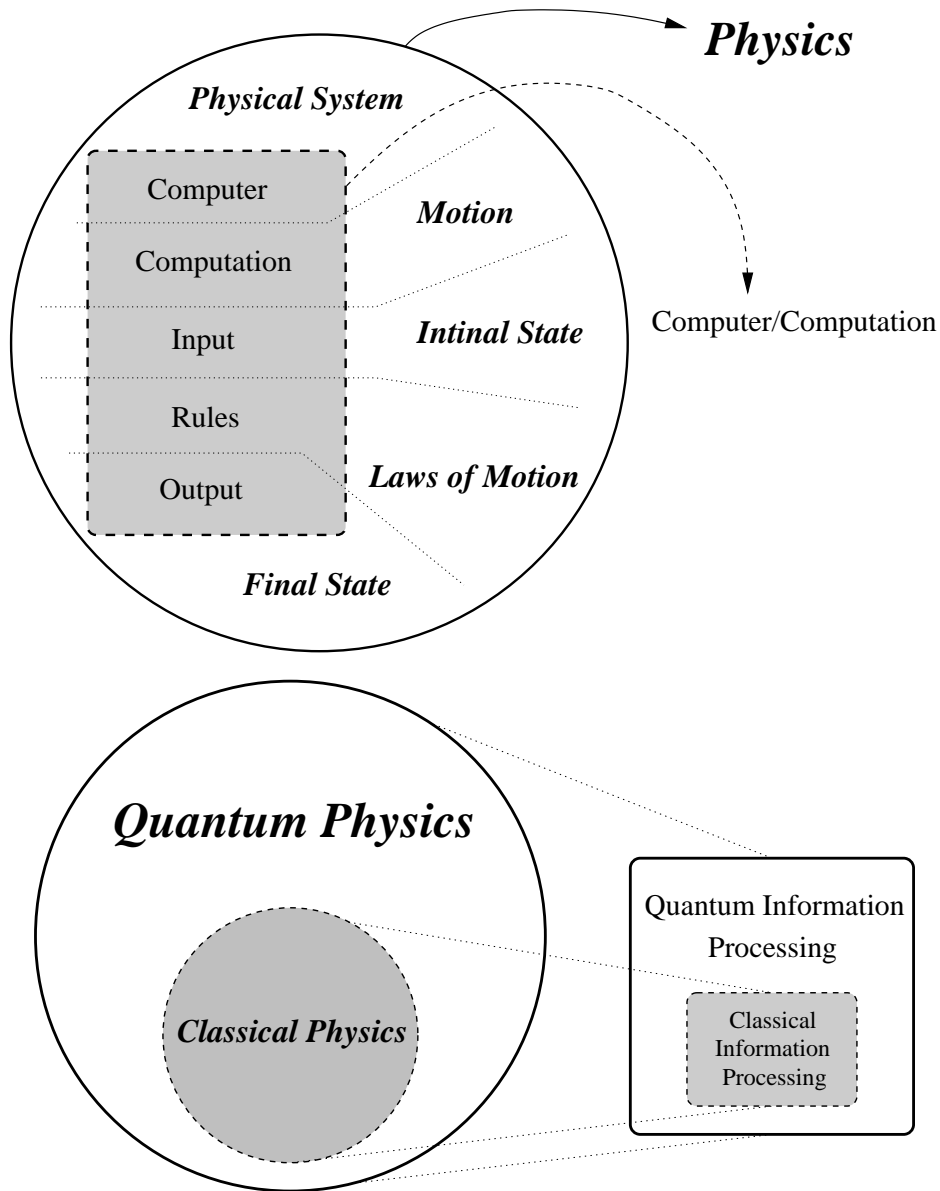 Physics
Physical System
Computer
Motion
Computation
Computer/Computation
Input
Intinal State
Rules
Laws of Motion
Output
Final State
Quantum Physics
Quantum Information
Processing
Classical Physics
Classical
Information
Processing